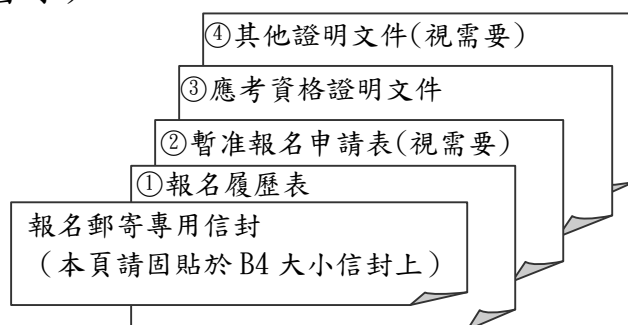 ④其他證明文件(視需要)
③應考資格證明文件
②暫准報名申請表(視需要)
①報名履歷表
報名郵寄專用信封
（本頁請固貼於 B4 大小信封上）